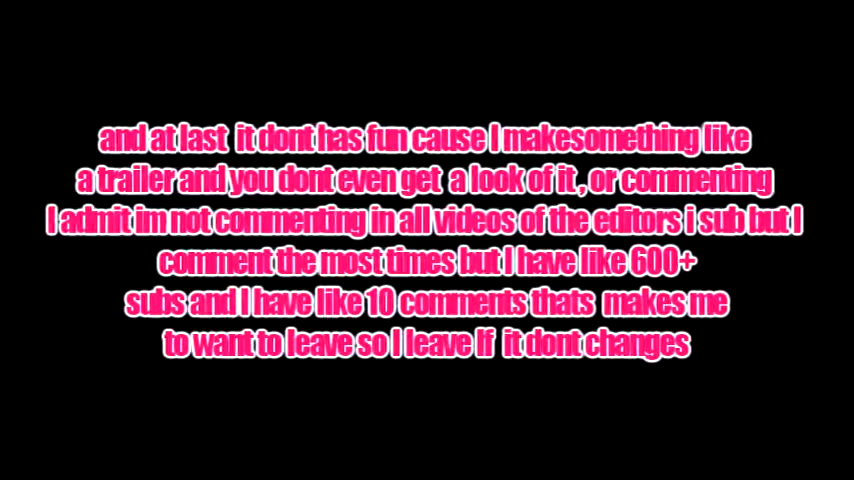 and at last it dont has fun cause I makesomething like
a trailer and you dont even get a look of it , or commenting
I admit im not commenting in all videos of the editors i sub but I
comment the most times but I have like 600+
subs and I have like 10 comments thats makes me
to want to leave so I leave If it dont changes